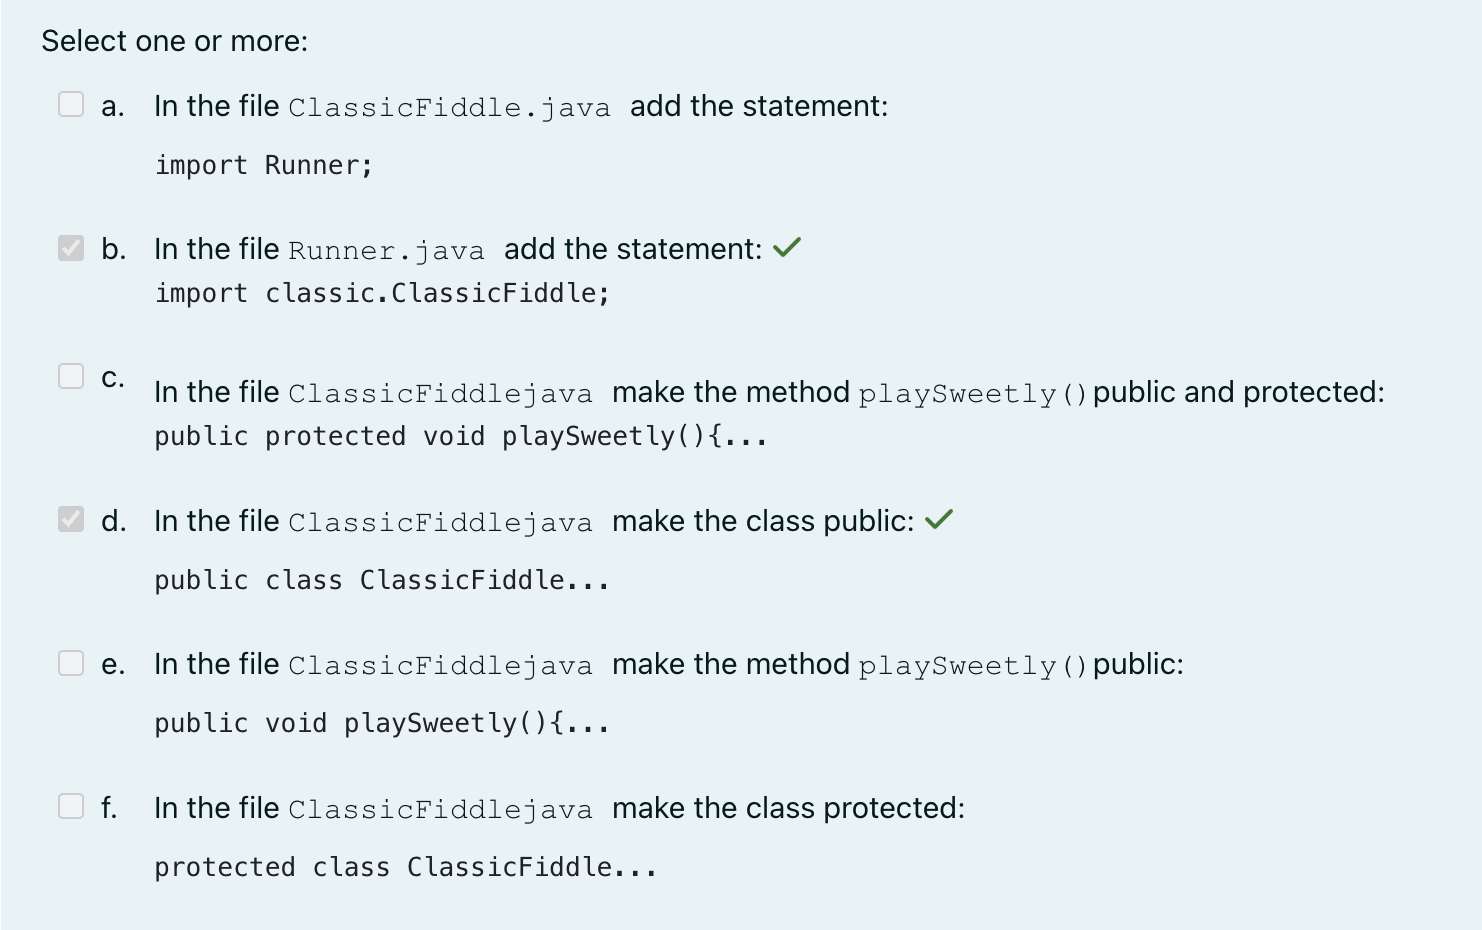 Select one or more:
a. In the file ClassicFiddle.java add the statement:
import Runner;
b. In the file Runner.java add the statement:
import classic.ClassicFiddle;
c. In the file ClassicFiddlejava make the method playSweetly()public and protected:
public protected void playSweetly(){...
d. In the file ClassicFiddlejava make the class public:
public class ClassicFiddle...
e. In the file ClassicFiddlejava make the method playSweetly()public:
public void playSweetly(){...
f. In the file ClassicFiddlejava make the class protected:
protected class ClassicFiddle...